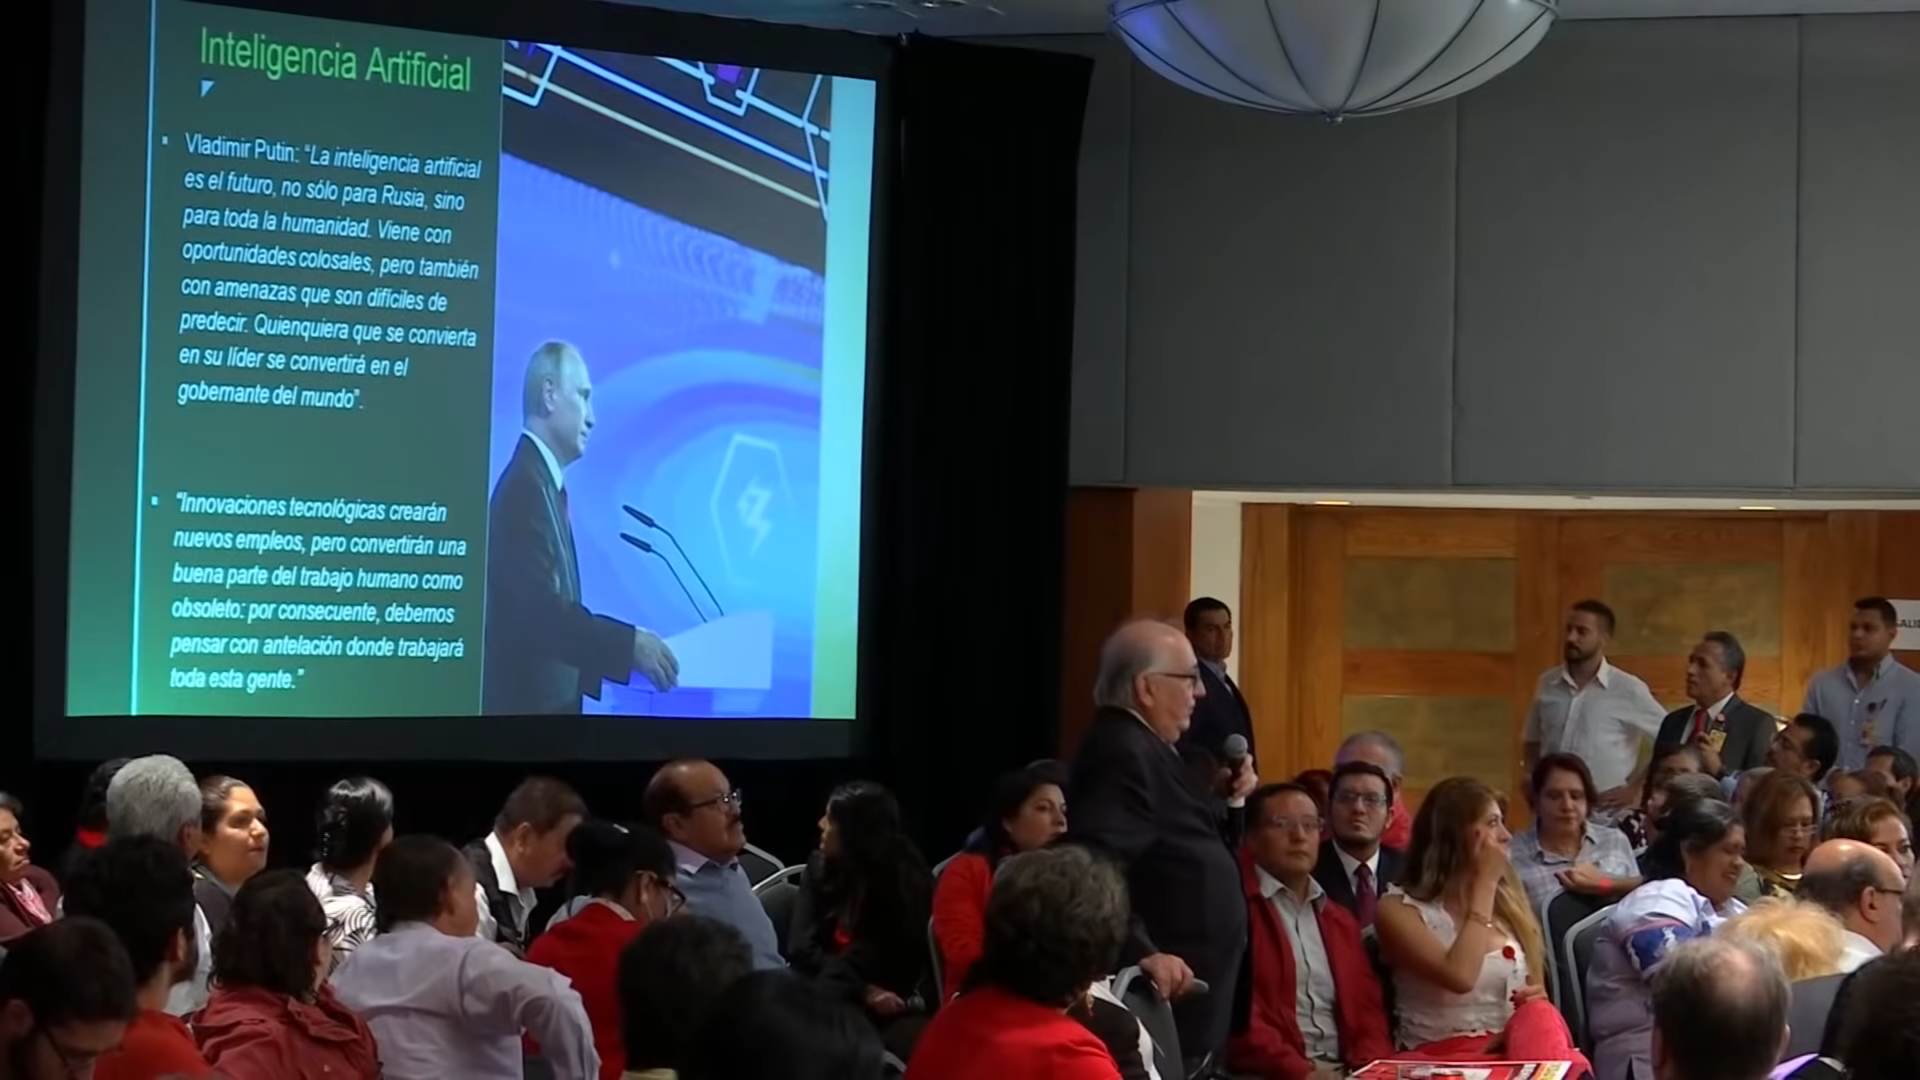 Inteligencia Artificial
Vladimir Putin: “La inteligencia artificial
es el futuro, no sólo para Rusia, sino
para toda la humanidad. Viene con
oportunidades colosales, pero también
con amenazas que son difíciles de
predecir. Quienquiera que se convierta
en su líder se convertirá en el
gobernante del mundo”.
“Innovaciones tecnológicas crearán
nuevos empleos, pero convertirán una
buena parte del trabajo humano como
obsoleto: por consecuente, debemos
pensar con antelación donde trabajará
toda esta gente.”